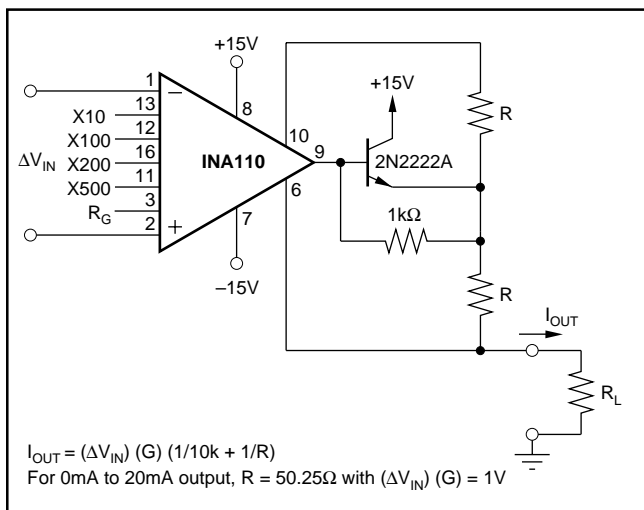 +15V
+15V
1
–
8
13
X10
10
R
12
X100
ΔV_IN
16
X200
INA110
9
2N2222A
11
X500
6
3
R_G
1kΩ
2
+
7
–15V
R
I_OUT
R_L
I_OUT = (ΔV_IN) (G) (1/10k + 1/R)
For 0mA to 20mA output, R = 50.25Ω with (ΔV_IN) (G) = 1V